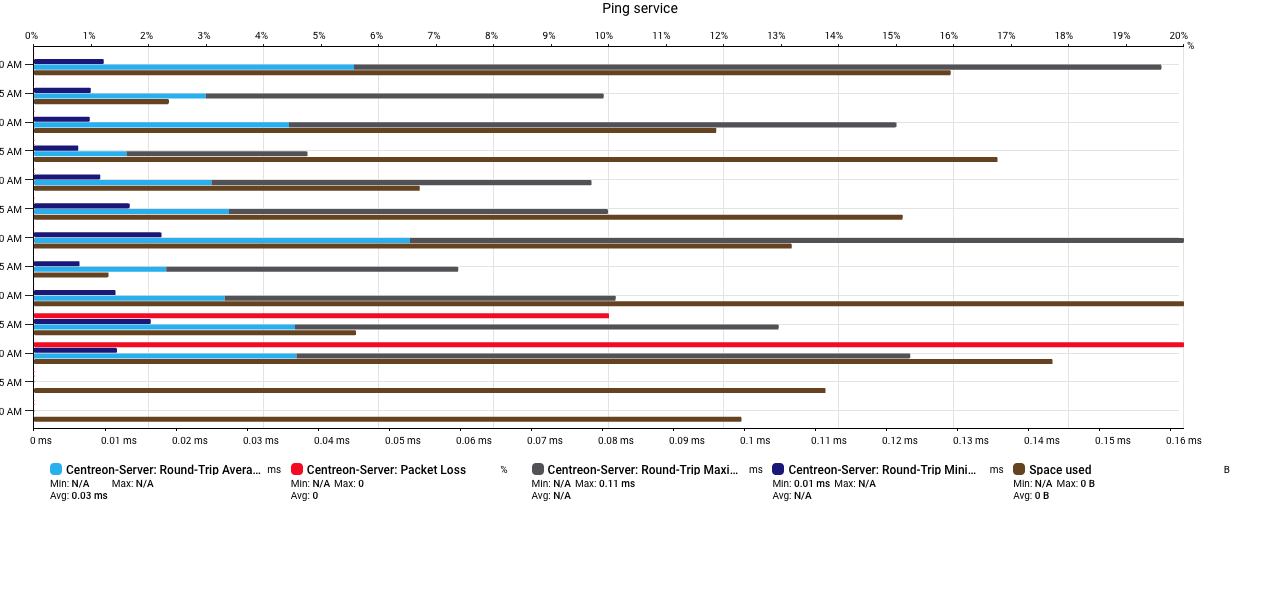 Ping service
0% 1% 2% 3% 4% 5% 6% 7% 8% 9% 10% 11% 12% 13% 14% 15% 16% 17% 18% 19% 20%
%
0 AM
5 AM
0 AM
5 AM
0 AM
5 AM
0 AM
5 AM
0 AM
5 AM
0 AM
5 AM
0 AM
0 ms 0.01 ms 0.02 ms 0.03 ms 0.04 ms 0.05 ms 0.06 ms 0.07 ms 0.08 ms 0.09 ms 0.1 ms 0.11 ms 0.12 ms 0.13 ms 0.14 ms 0.15 ms 0.16 ms
Centreon-Server: Round-Trip Avera... ms
Min: N/A Max: N/A
Avg: 0.03 ms
Centreon-Server: Packet Loss %
Min: N/A Max: 0
Avg: 0
Centreon-Server: Round-Trip Maxi... ms
Min: N/A Max: 0.11 ms
Avg: N/A
Centreon-Server: Round-Trip Mini... ms
Min: 0.01 ms Max: N/A
Avg: N/A
Space used B
Min: N/A Max: 0 B
Avg: 0 B